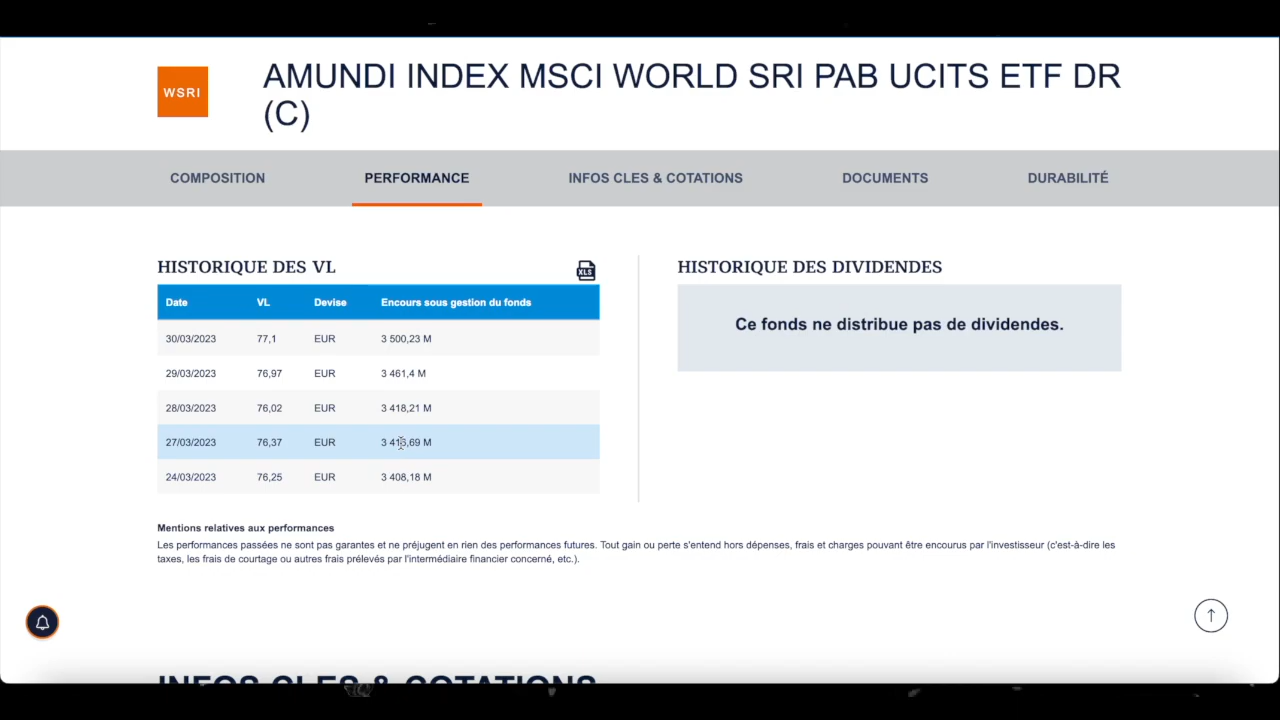 WSRI
AMUNDI INDEX MSCI WORLD SRI PAB UCITS ETF DR
(C)
COMPOSITION
PERFORMANCE
INFOS CLES & COTATIONS
DOCUMENTS
DURABILITÉ
HISTORIQUE DES VL
XLS
Date VL Devise Encours sous gestion du fonds
30/03/2023 77,1 EUR 3 500,23 M
29/03/2023 76,97 EUR 3 461,4 M
28/03/2023 76,02 EUR 3 418,21 M
27/03/2023 76,37 EUR
24/03/2023 76,25 EUR 3 408,18 M
HISTORIQUE DES DIVIDENDES
Ce fonds ne distribue pas de dividendes.
Mentions relatives aux performances
Les performances passées ne sont pas garantes et ne préjugent en rien des performances futures. Tout gain ou perte s'entend hors dépenses, frais et charges pouvant être encourus par l'investisseur (c'est-à-dire les
taxes, les frais de courtage ou autres frais prélevés par l'intermédiaire financier concerné, etc.).
INFOS CLES & COTATIONS